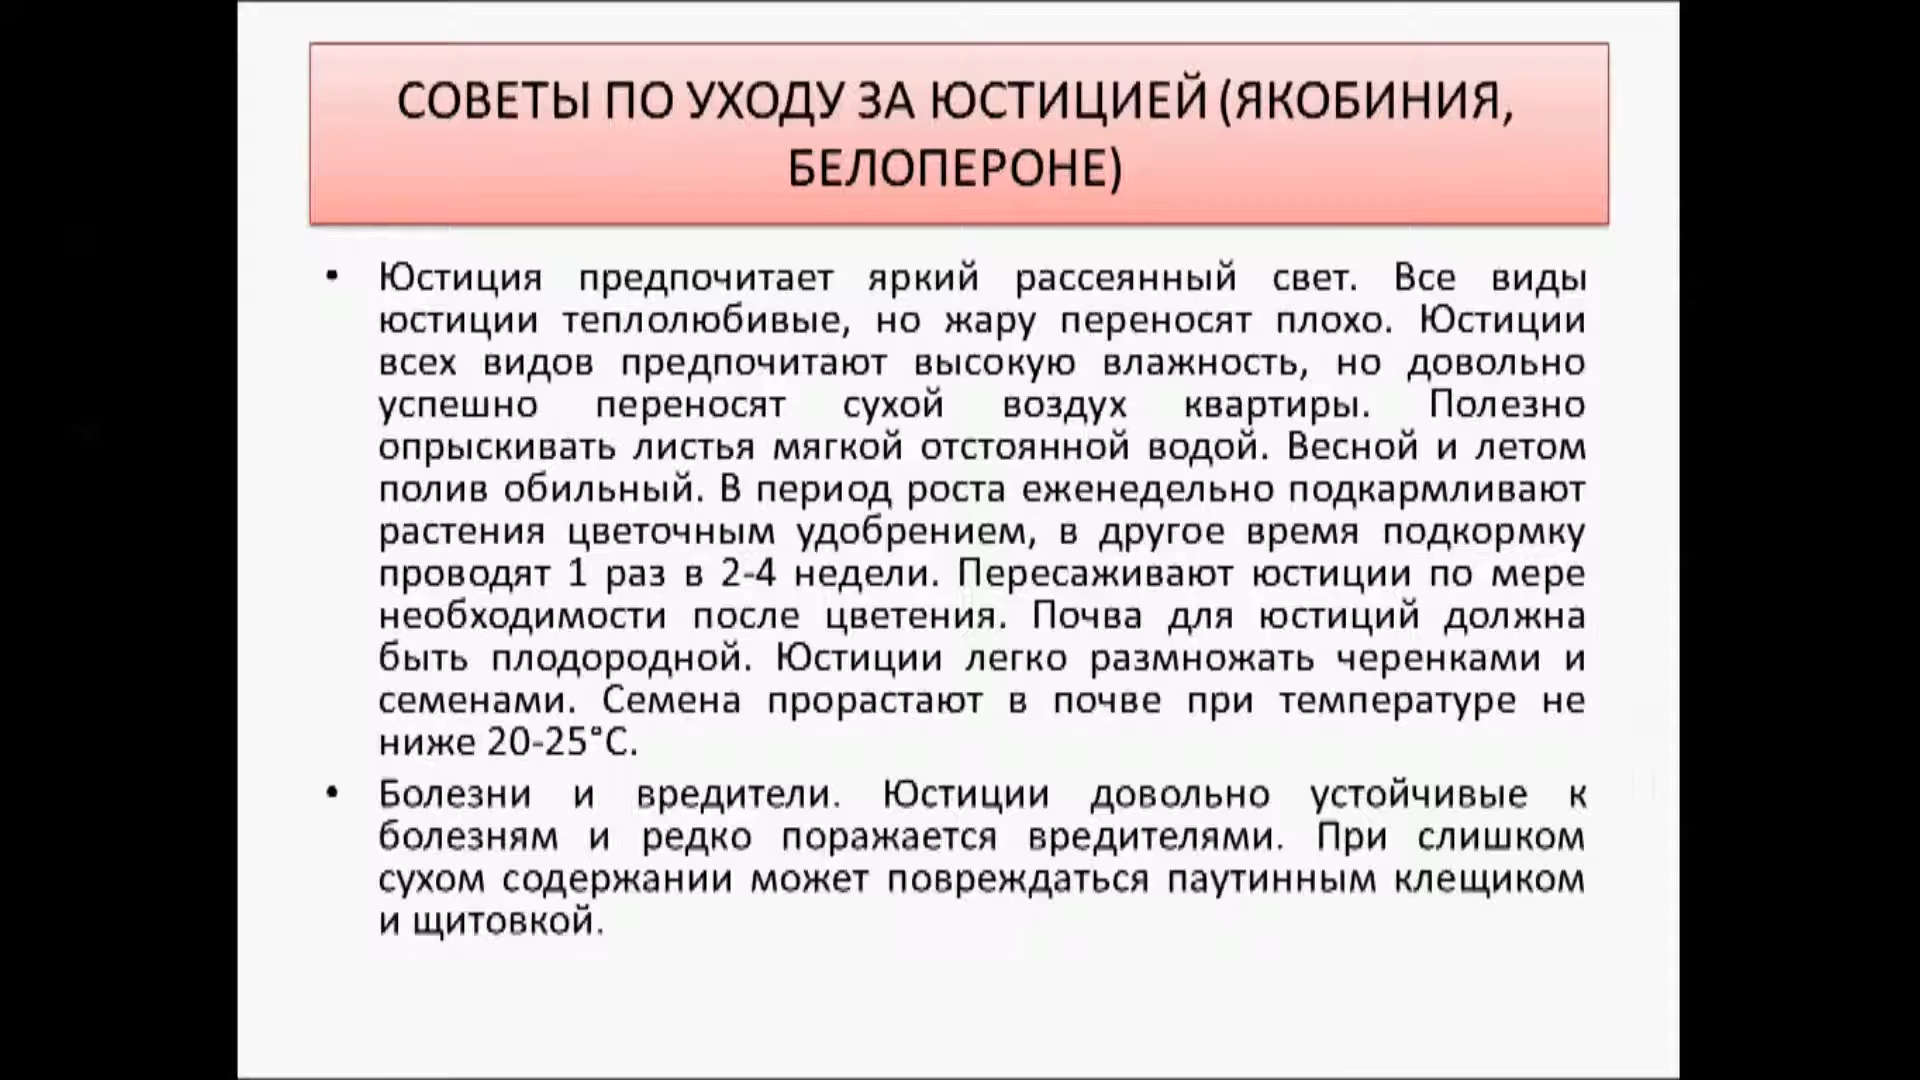 СОВЕТЫ ПО УХОДУ ЗА ЮСТИЦИЕЙ (ЯКОБИНИЯ,
БЕЛОПЕРОНЕ)
• Юстиция предпочитает яркий рассеянный свет. Все виды
юстиции теплолюбивые, но жару переносят плохо. Юстиции
всех видов предпочитают высокую влажность, но довольно
успешно переносят сухой воздух квартиры. Полезно
опрыскивать листья мягкой отстоянной водой. Весной и летом
полив обильный. В период роста еженедельно подкармливают
растения цветочным удобрением, в другое время подкормку
проводят 1 раз в 2-4 недели. Пересаживают юстиции по мере
необходимости после цветения. Почва для юстиций должна
быть плодородной. Юстиции легко размножать черенками и
семенами. Семена прорастают в почве при температуре не
ниже 20-25°С.
• Болезни и вредители. Юстиции довольно устойчивые к
болезням и редко поражается вредителями. При слишком
сухом содержании может повреждаться паутинным клещиком
и щитовкой.